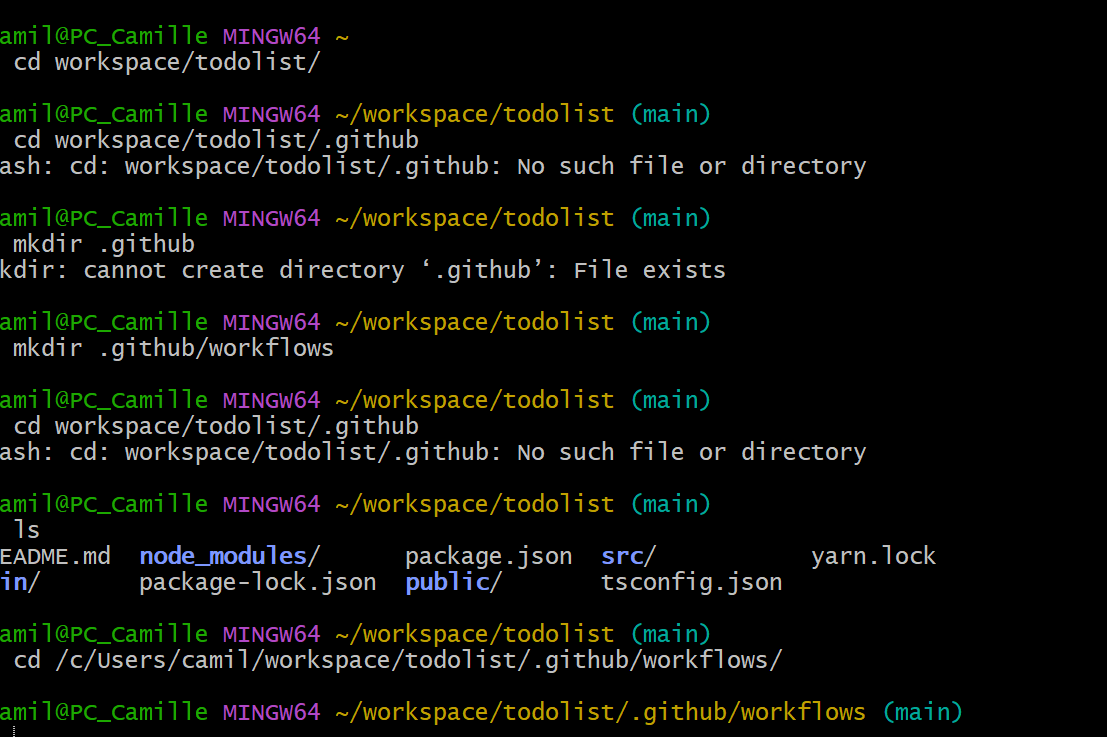 amil@PC_Camille MINGW64 ~
cd workspace/todolist/
amil@PC_Camille MINGW64 ~/workspace/todolist (main)
cd workspace/todolist/.github
ash: cd: workspace/todolist/.github: No such file or directory
amil@PC_Camille MINGW64 ~/workspace/todolist (main)
mkdir .github
kdir: cannot create directory ‘.github’: File exists
amil@PC_Camille MINGW64 ~/workspace/todolist (main)
mkdir .github/workflows
amil@PC_Camille MINGW64 ~/workspace/todolist (main)
cd workspace/todolist/.github
ash: cd: workspace/todolist/.github: No such file or directory
amil@PC_Camille MINGW64 ~/workspace/todolist (main)
ls
EADME.md node_modules/ package.json src/ yarn.lock
in/ package-lock.json public/ tsconfig.json
amil@PC_Camille MINGW64 ~/workspace/todolist (main)
cd /c/Users/camil/workspace/todolist/.github/workflows/
amil@PC_Camille MINGW64 ~/workspace/todolist/.github/workflows (main)